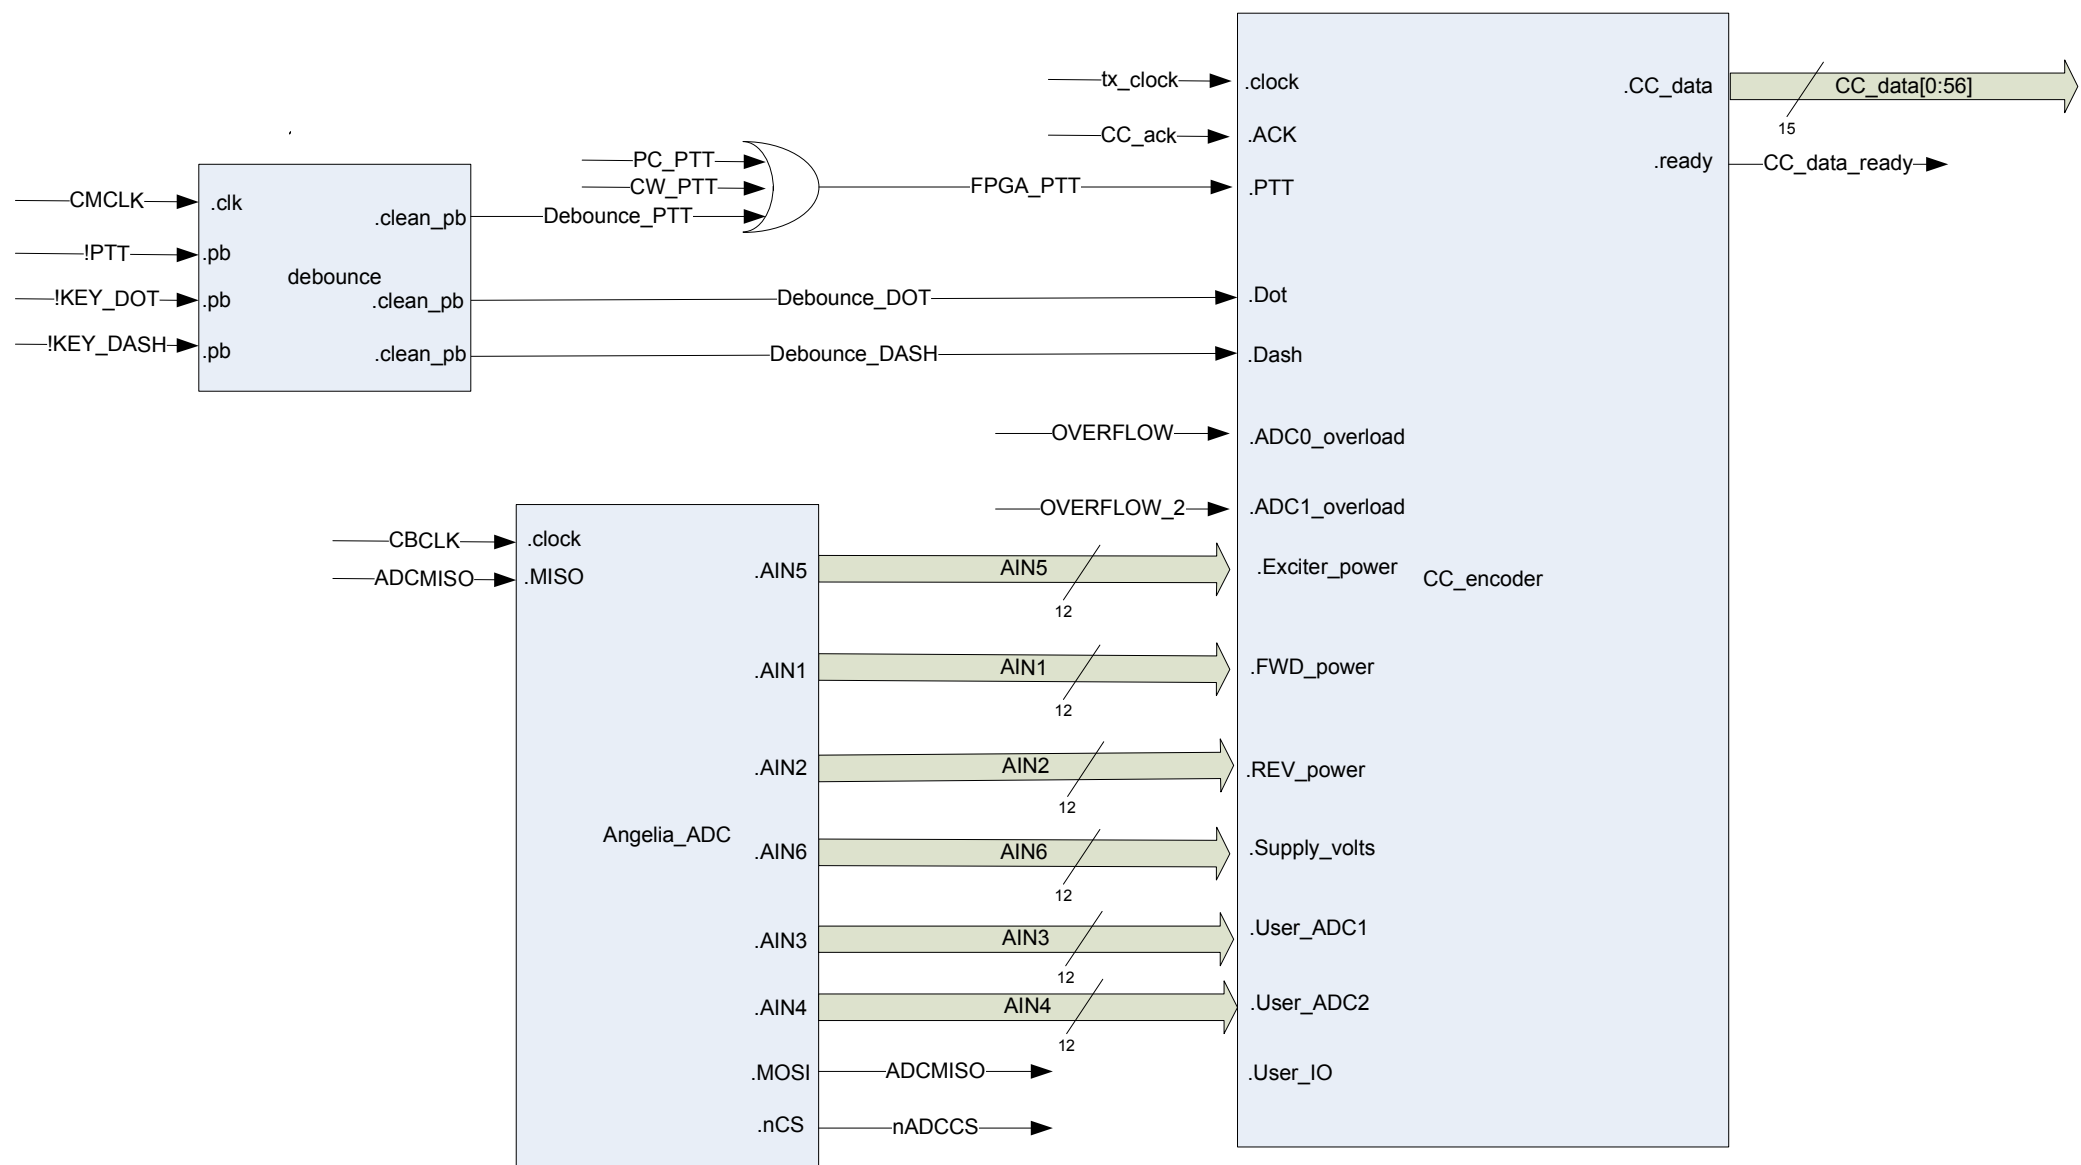 tx_clock
.clock
.CC_data
CC_data[0:56]
15
CC_ack
.ACK
.ready
CC_data_ready
PC_PTT
CW_PTT
Debounce_PTT
FPGA_PTT
.PTT
CMCLK
.clk
.clean_pb
!PTT
.pb
debounce
!KEY_DOT
.pb
.clean_pb
Debounce_DOT
.Dot
!KEY_DASH
.pb
.clean_pb
Debounce_DASH
.Dash
OVERFLOW
.ADC0_overload
OVERFLOW_2
.ADC1_overload
CBCLK
.clock
ADCMISO
.MISO
.AIN5
AIN5
12
.Exciter_power
CC_encoder
.AIN1
AIN1
12
.FWD_power
.AIN2
AIN2
12
.REV_power
Angelia_ADC
.AIN6
AIN6
12
.Supply_volts
.AIN3
AIN3
12
.User_ADC1
.AIN4
AIN4
12
.User_ADC2
.MOSI
ADCMISO
.User_IO
.nCS
nADCCS